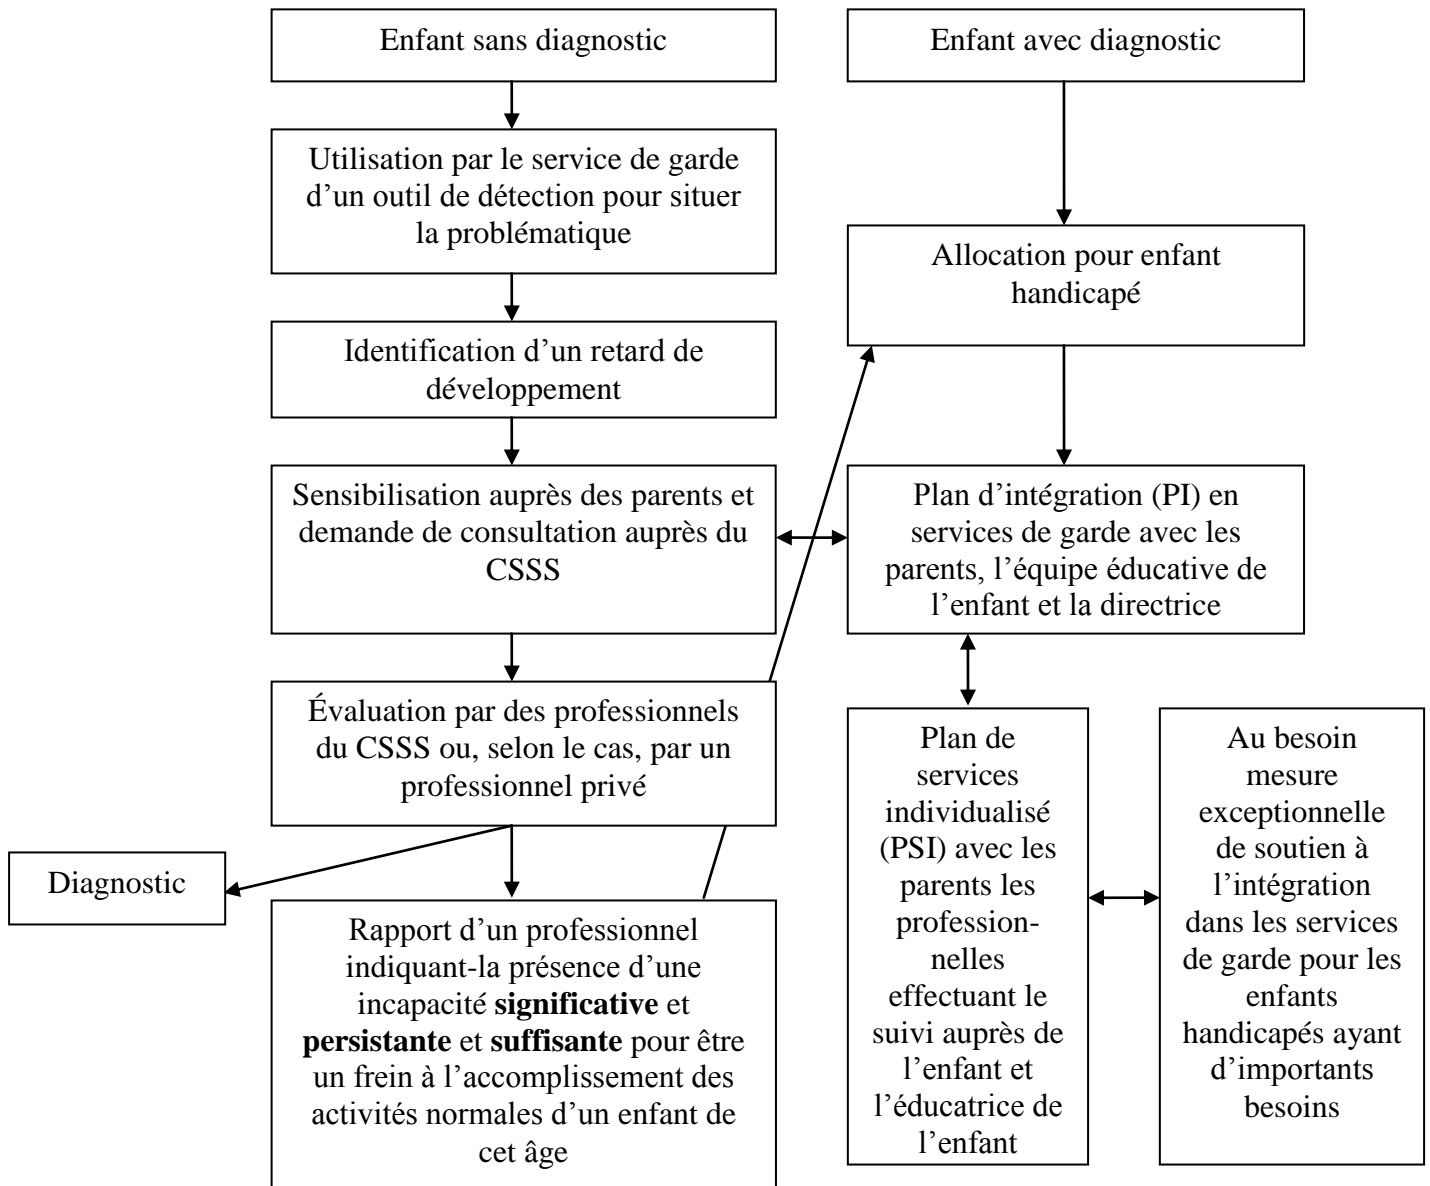 Enfant sans diagnostic
Enfant avec diagnostic
Utilisation par le service de garde
d’un outil de détection pour situer
la problématique
Allocation pour enfant
handicapé
Identification d’un retard de
développement
Sensibilisation auprès des parents et
demande de consultation auprès du
CSSS
Plan d’intégration (PI) en
services de garde avec les
parents, l’équipe éducative de
l’enfant et la directrice
Évaluation par des professionnels
du CSSS ou, selon le cas, par un
professionnel privé
Diagnostic
Rapport d’un professionnel
indiquant-la présence d’une
incapacité significative et
persistante et suffisante pour être
un frein à l’accomplissement des
activités normales d’un enfant de
cet âge
Plan de
services
individualisé
(PSI) avec les
parents les
profession-
nelles
effectuant le
suivi auprès de
l’enfant et
l’éducatrice de
l’enfant
Au besoin
mesure
exceptionnelle
de soutien à
l’intégration
dans les services
de garde pour les
enfants
handicapés ayant
d’importants
besoins